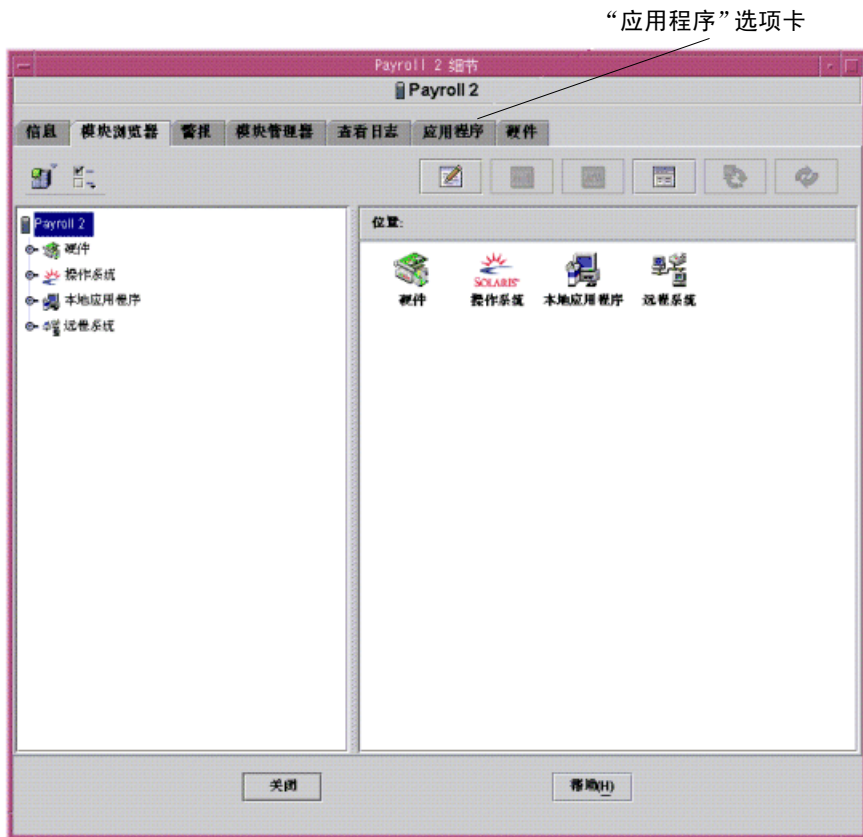 “应用程序”选项卡
Payroll 2 细节
Payroll 2
信息 模块浏览器 警报 模块管理器 查看日志 应用程序 硬件
Payroll 2
位置:
硬件
操作系统
本地应用程序
远程系统
SOLARIS
硬件 操作系统 本地应用程序 远程系统
关闭 帮助(H)